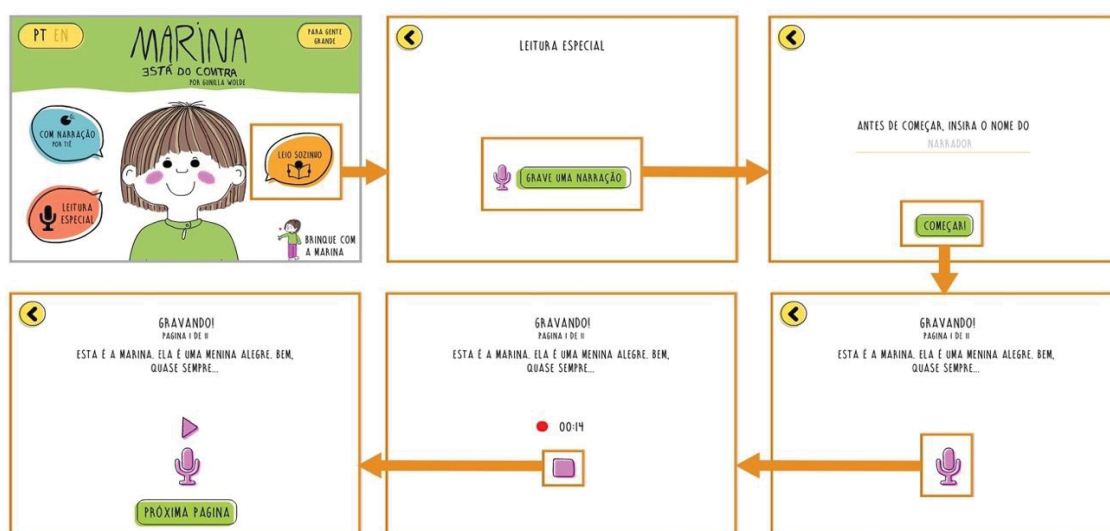 PT EN
MARINA
ESTÁ DO CONTRA
POR GUNILLA WOLDE
PARA GENTE
GRANDE
COM NARRAÇÃO
POR TIÊ
LEITURA
ESPECIAL
LEIO SOZINHO
BRINQUE COM
A MARINA
LEITURA ESPECIAL
GRAVE UMA NARRAÇÃO
ANTES DE COMEÇAR, INSIRA O NOME DO
NARRADOR
COMEÇAR!
GRAVANDO!
PAGINA 1 DE 11
ESTA É A MARINA. ELA É UMA MENINA ALEGRE. BEM,
QUASE SEMPRE...
PRÓXIMA PAGINA
GRAVANDO!
PAGINA 1 DE 11
ESTA É A MARINA. ELA É UMA MENINA ALEGRE. BEM,
QUASE SEMPRE...
00:14
GRAVANDO!
PAGINA 1 DE 11
ESTA É A MARINA. ELA É UMA MENINA ALEGRE. BEM,
QUASE SEMPRE...